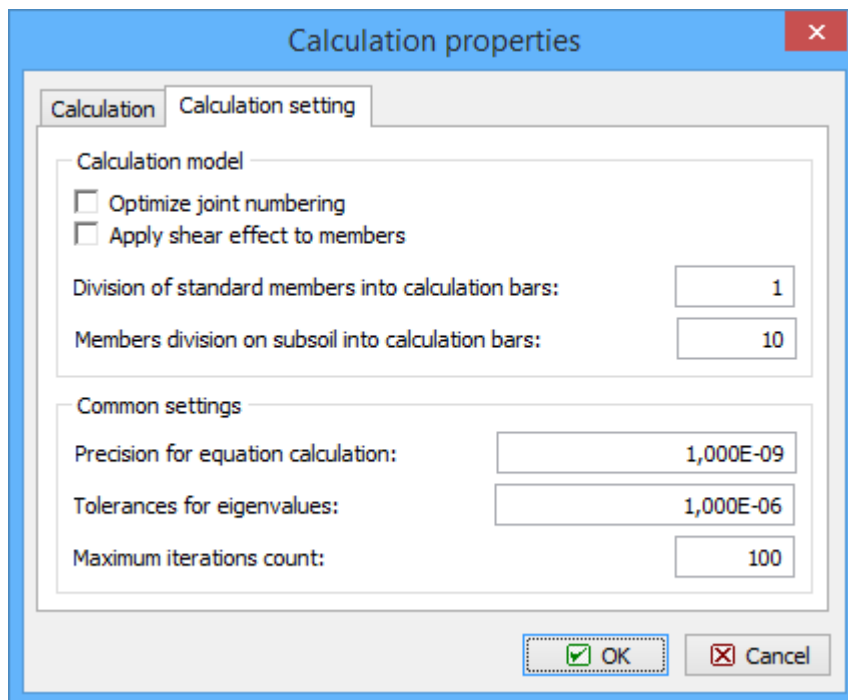 Calculation properties
Calculation
Calculation setting
Calculation model
Optimize joint numbering
Apply shear effect to members
Division of standard members into calculation bars: 1
Members division on subsoil into calculation bars: 10
Common settings
Precision for equation calculation: 1,000E-09
Tolerances for eigenvalues: 1,000E-06
Maximum iterations count: 100
OK
Cancel